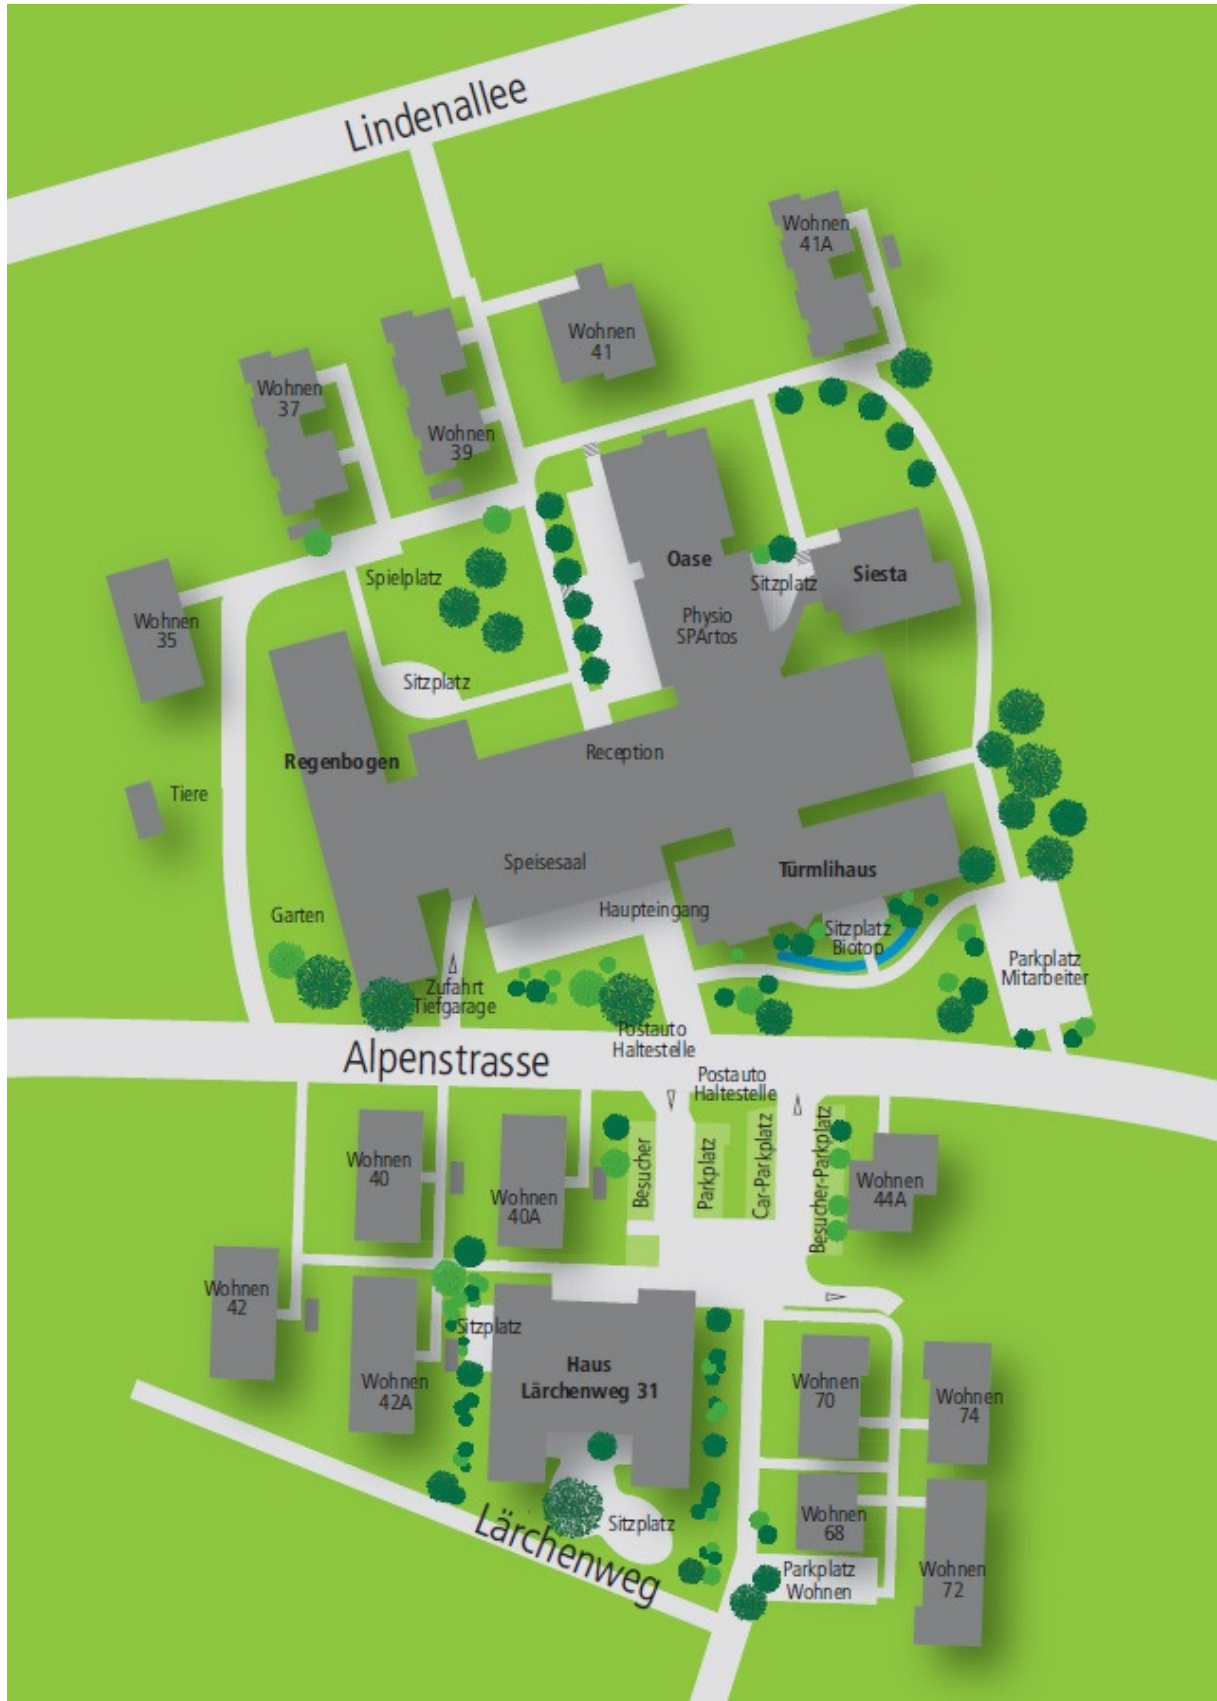 Lindenallee
Wohnen
41A
Wohnen
41
Wohnen
37
Wohnen
39
Oase
Siesta
Spielplatz
Sitzplatz
Physio
SPArtos
Wohnen
35
Sitzplatz
Regenbogen
Reception
Tiere
Speisesaal
Türmlihaus
Garten
Haupteingang
Sitzplatz
Biotop
Parkplatz
Mitarbeiter
Zufahrt
Tiefgarage
Postauto
Haltestelle
Alpenstrasse
Postauto
Haltestelle
Besucher
Parkplatz
Car-Parkplatz
Besucher-Parkplatz
Wohnen
40
Wohnen
40A
Wohnen
44A
Wohnen
42
Sitzplatz
Haus
Lärchenweg 31
Wohnen
42A
Wohnen
70
Wohnen
74
Lärchenweg
Sitzplatz
Wohnen
68
Parkplatz
Wohnen
Wohnen
72